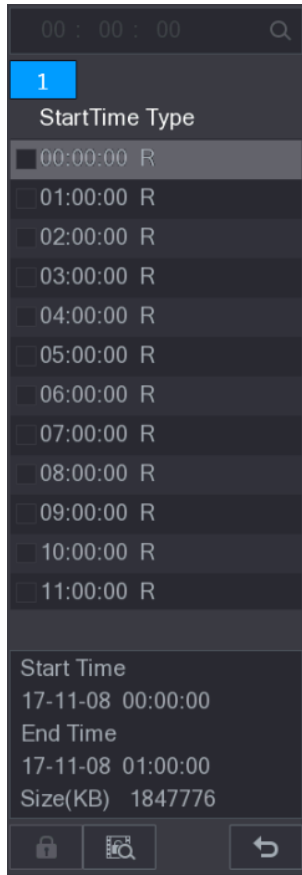 00 : 00 : 00
1
StartTime Type
00:00:00 R
01:00:00 R
02:00:00 R
03:00:00 R
04:00:00 R
05:00:00 R
06:00:00 R
07:00:00 R
08:00:00 R
09:00:00 R
10:00:00 R
11:00:00 R
Start Time
17-11-08 00:00:00
End Time
17-11-08 01:00:00
Size(KB) 1847776